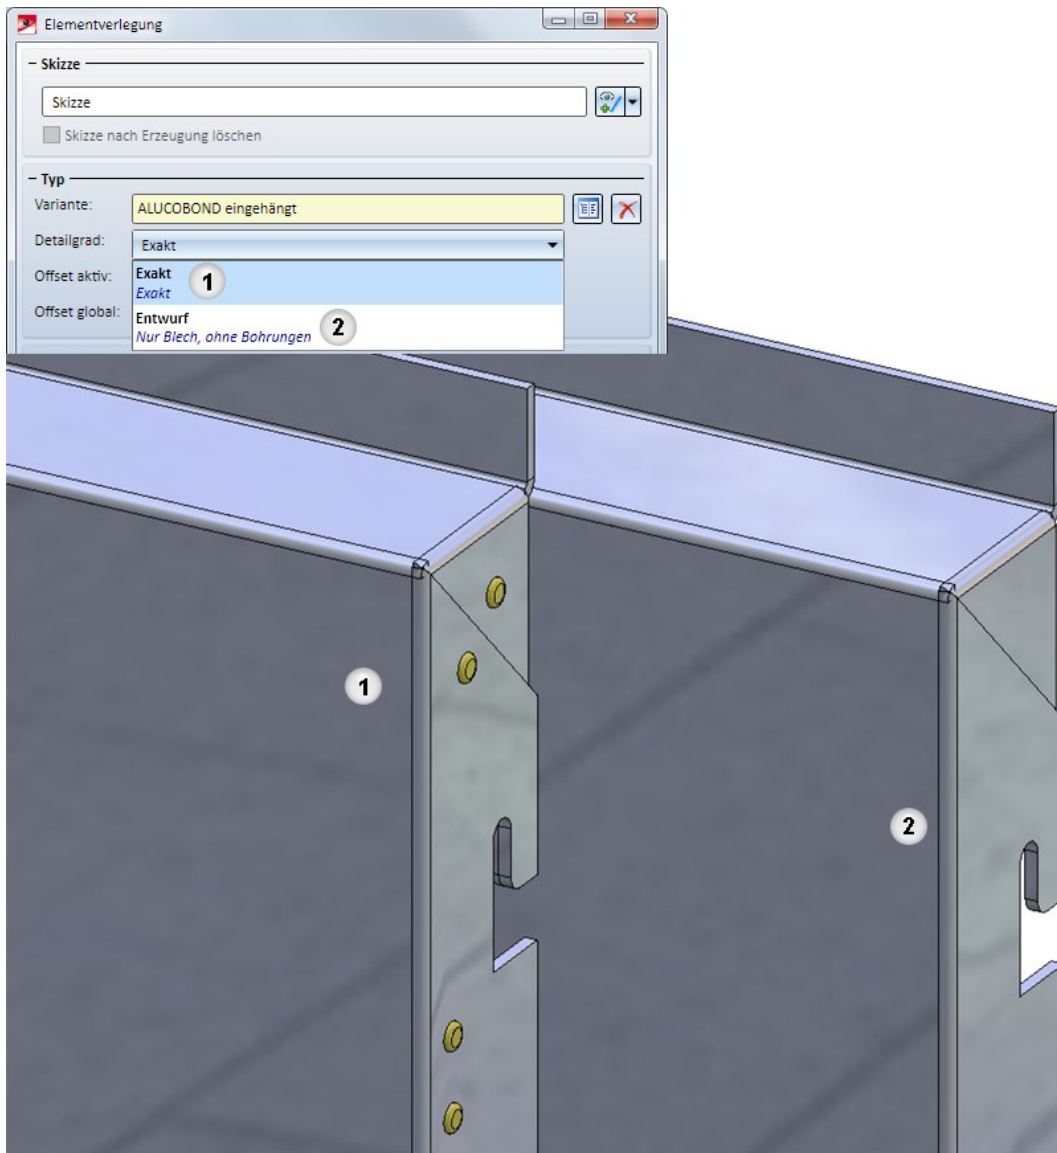 Elementverlegung
– Skizze
Skizze
Skizze nach Erzeugung löschen
– Typ
Variante: ALUCOBOND eingehängt
Detailgrad: Exakt
Offset aktiv: Exakt 1
Exakt
Offset global: Entwurf 2
Nur Blech, ohne Bohrungen
1
2